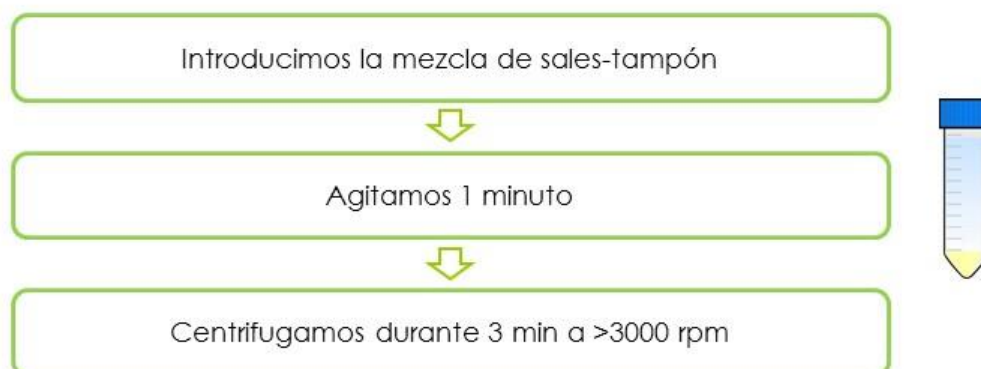 Introducimos la mezcla de sales-tampón
Agitamos 1 minuto
Centrifugamos durante 3 min a >3000 rpm